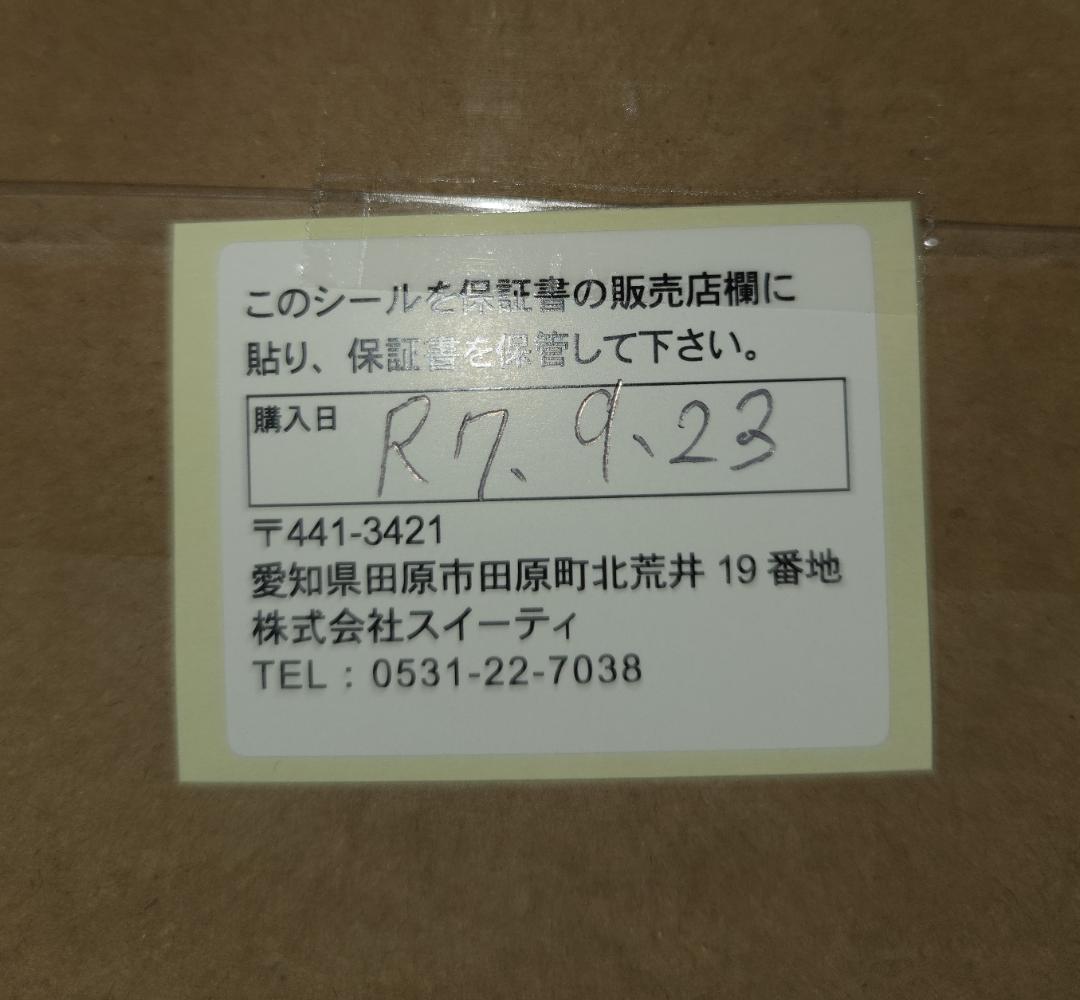 このシールを保証書の販売店欄に
貼り、保証書を保管して下さい。
購入日 R7、9、23
〒441-3421
愛知県田原市田原町北荒井 19 番地
株式会社スイーティ
TEL : 0531-22-7038